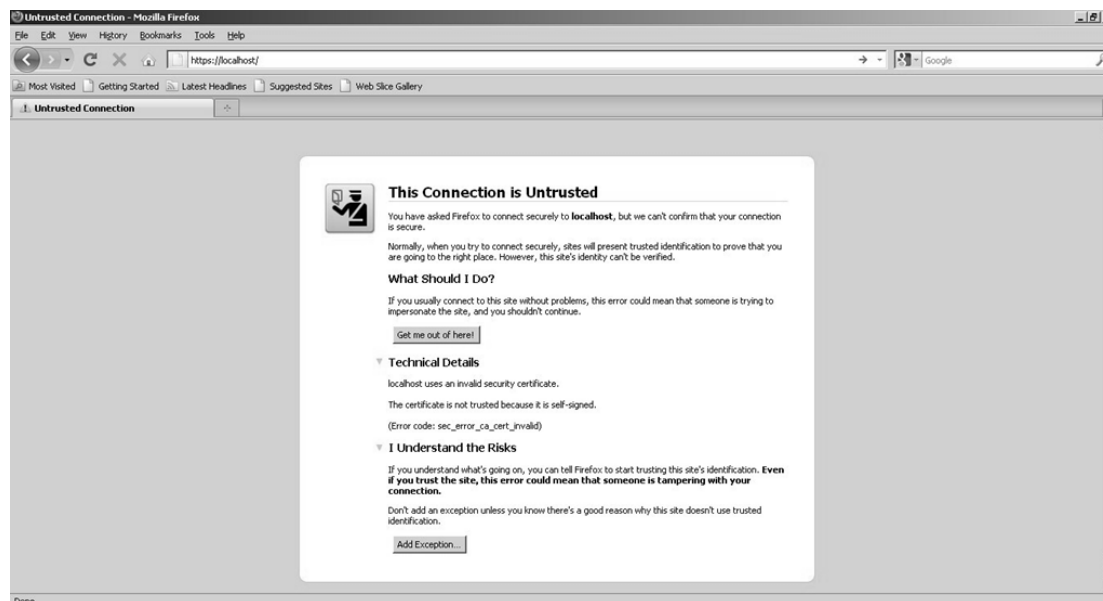 Untrusted Connection - Mozilla Firefox
File Edit View History Bookmarks Tools Help
https://localhost/
Google
Most Visited Getting Started Latest Headlines Suggested Sites Web Slice Gallery
Untrusted Connection
This Connection is Untrusted
You have asked Firefox to connect securely to localhost, but we can't confirm that your connection
is secure.
Normally, when you try to connect securely, sites will present trusted identification to prove that you
are going to the right place. However, this site's identity can't be verified.
What Should I Do?
If you usually connect to this site without problems, this error could mean that someone is trying to
impersonate the site, and you shouldn't continue.
Get me out of here!
Technical Details
localhost uses an invalid security certificate.
The certificate is not trusted because it is self-signed.
(Error code: sec_error_ca_cert_invalid)
I Understand the Risks
If you understand what's going on, you can tell Firefox to start trusting this site's identification. Even
if you trust the site, this error could mean that someone is tampering with your
connection.
Don't add an exception unless you know there's a good reason why this site doesn't use trusted
identification.
Add Exception...